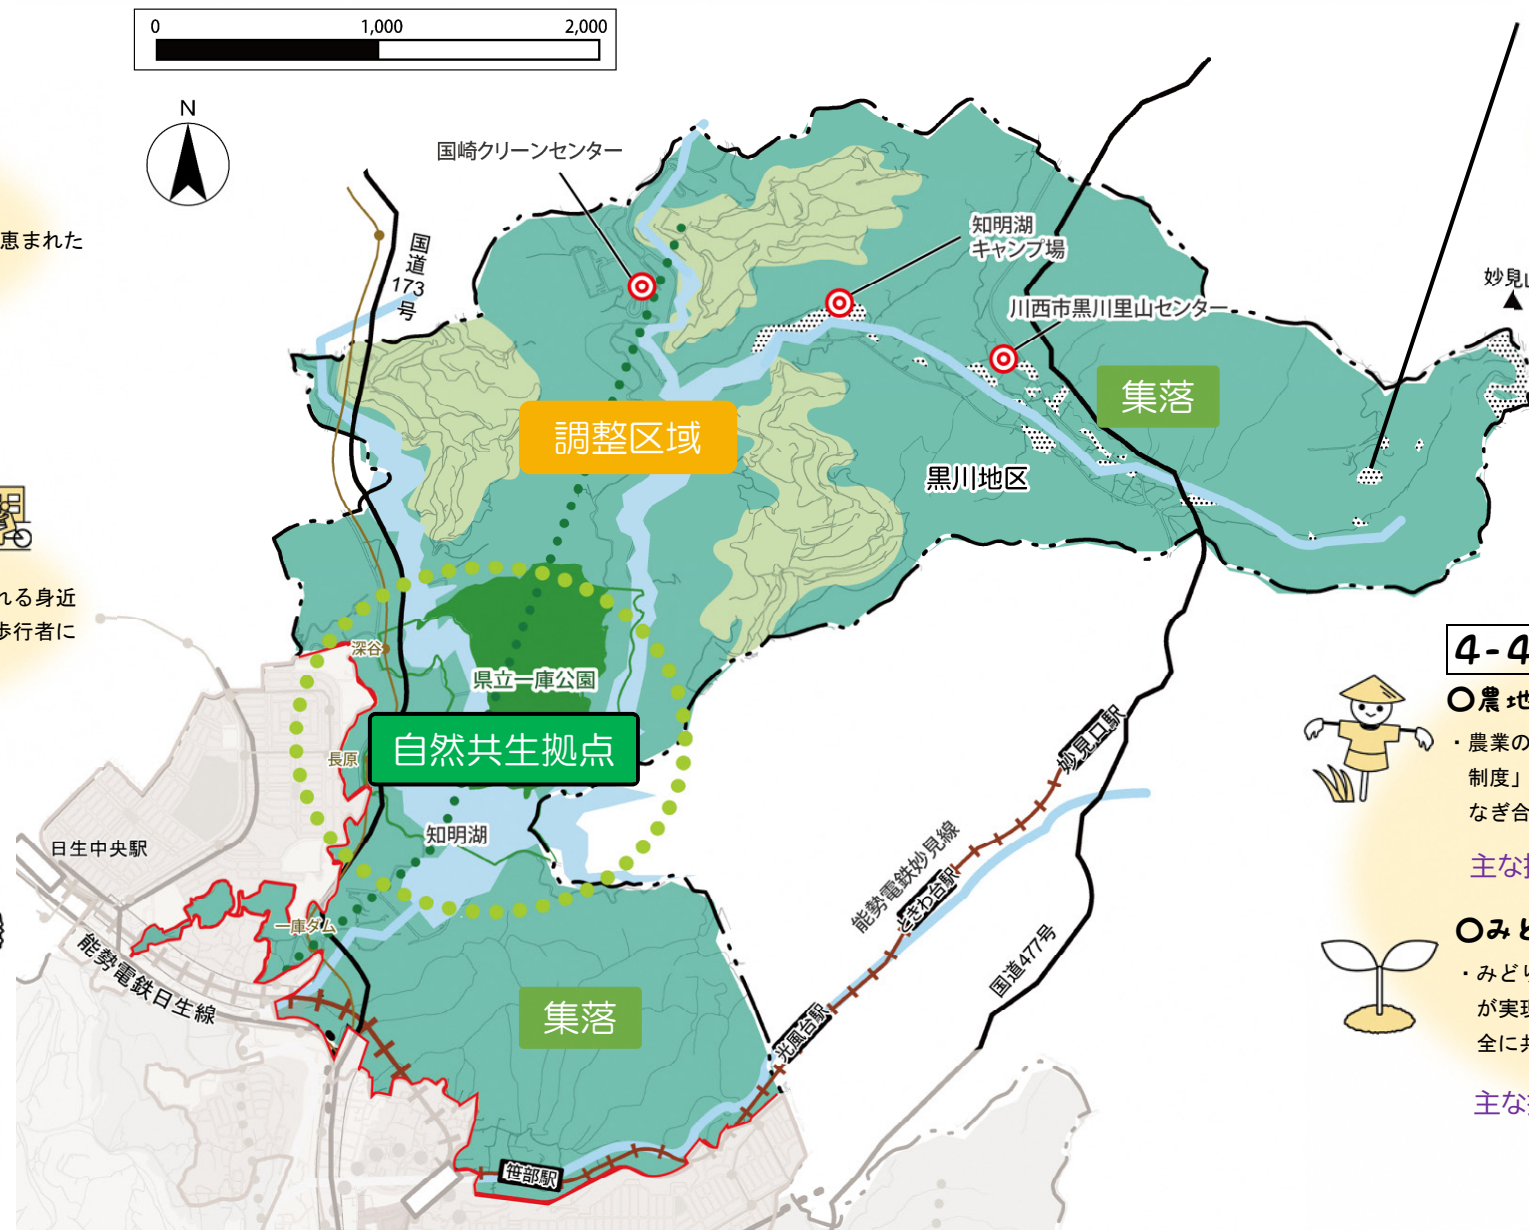 0 1,000 2,000
N
国崎クリーンセンター
恵まれた
国道173号
知明湖
キャンプ場
川西市黒川里山センター
妙見山
調整区域
集落
黒川地区
れる身近
歩行者に
深谷
県立一庫公園
自然共生拠点
長原
知明湖
日生中央駅
一庫ダム
能勢電鉄日生線
集落
妙見口駅
能勢電鉄妙見線
ときわ台駅
国道477号
光風台駅
笹部駅
4-4
〇農地
・農業の
制度」
なぎ合
主な
〇みど
・みどり
が実現
全に共
主な